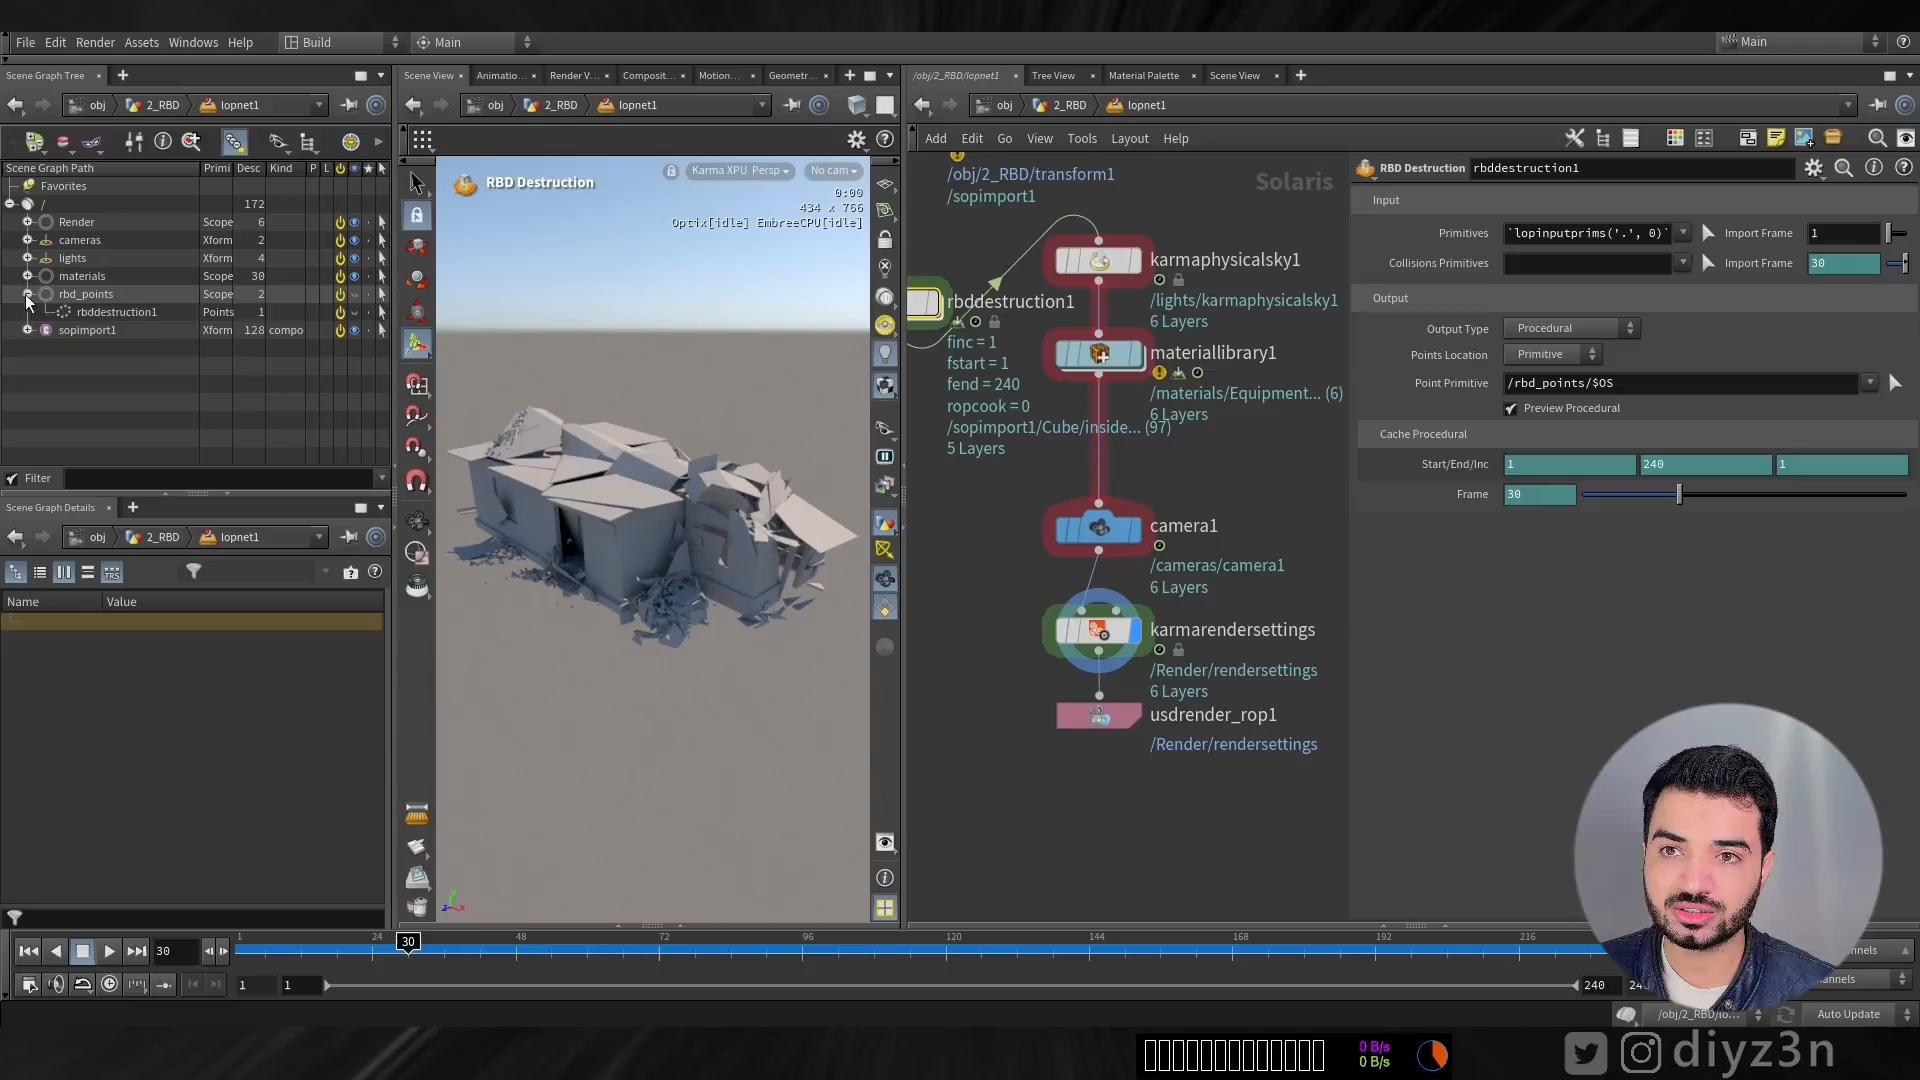 File Edit Render Assets Windows Help Build Main Main
Scene Graph Tree
Scene View Animatio... Render V... Composit... Motion... Geometr...
/obj/2_RBD/lopnet1 Tree View Material Palette Scene View
obj 2_RBD lopnet1
obj 2_RBD lopnet1
obj 2_RBD lopnet1
Add Edit Go View Tools Layout Help
Scene Graph Path Primi Desc Kind P L
Favorites
/ 172
Render Scope 6
cameras Xform 2
lights Xform 4
materials Scope 30
rbd_points Scope 2
rbddestruction1 Points 1
sopimport1 Xform 128 compo
Filter
Scene Graph Details
obj 2_RBD lopnet1
TRS
Name Value
RBD Destruction
Karma XPU Persp No cam
0:00
434 x 766
Optix[idle] EmbreeCPU[idle]
z x
y
/obj/2_RBD/transform1
/sopimport1
Solaris
karmaphysicalsky1
/lights/karmaphysicalsky1
6 Layers
rbddestruction1
finc = 1
fstart = 1
fend = 240
ropcook = 0
/sopimport1/Cube/inside... (97)
5 Layers
materiallibrary1
/materials/Equipment... (6)
6 Layers
camera1
/cameras/camera1
6 Layers
karmarendersettings
/Render/rendersettings
6 Layers
usdrender_rop1
/Render/rendersettings
RBD Destruction rbddestruction1
Input
Primitives `lopinputprims('.', 0)` Import Frame 1
Collisions Primitives Import Frame 30
Output
Output Type Procedural
Points Location Primitive
Point Primitive /rbd_points/$OS
Preview Procedural
Cache Procedural
Start/End/Inc 1 240 1
Frame 30
30
1 24 30 48 72 96 120 144 168 192 216
1 1 240
/obj/2_RBD/lo... Auto Update
0 B/s
0 B/s
diyz3n